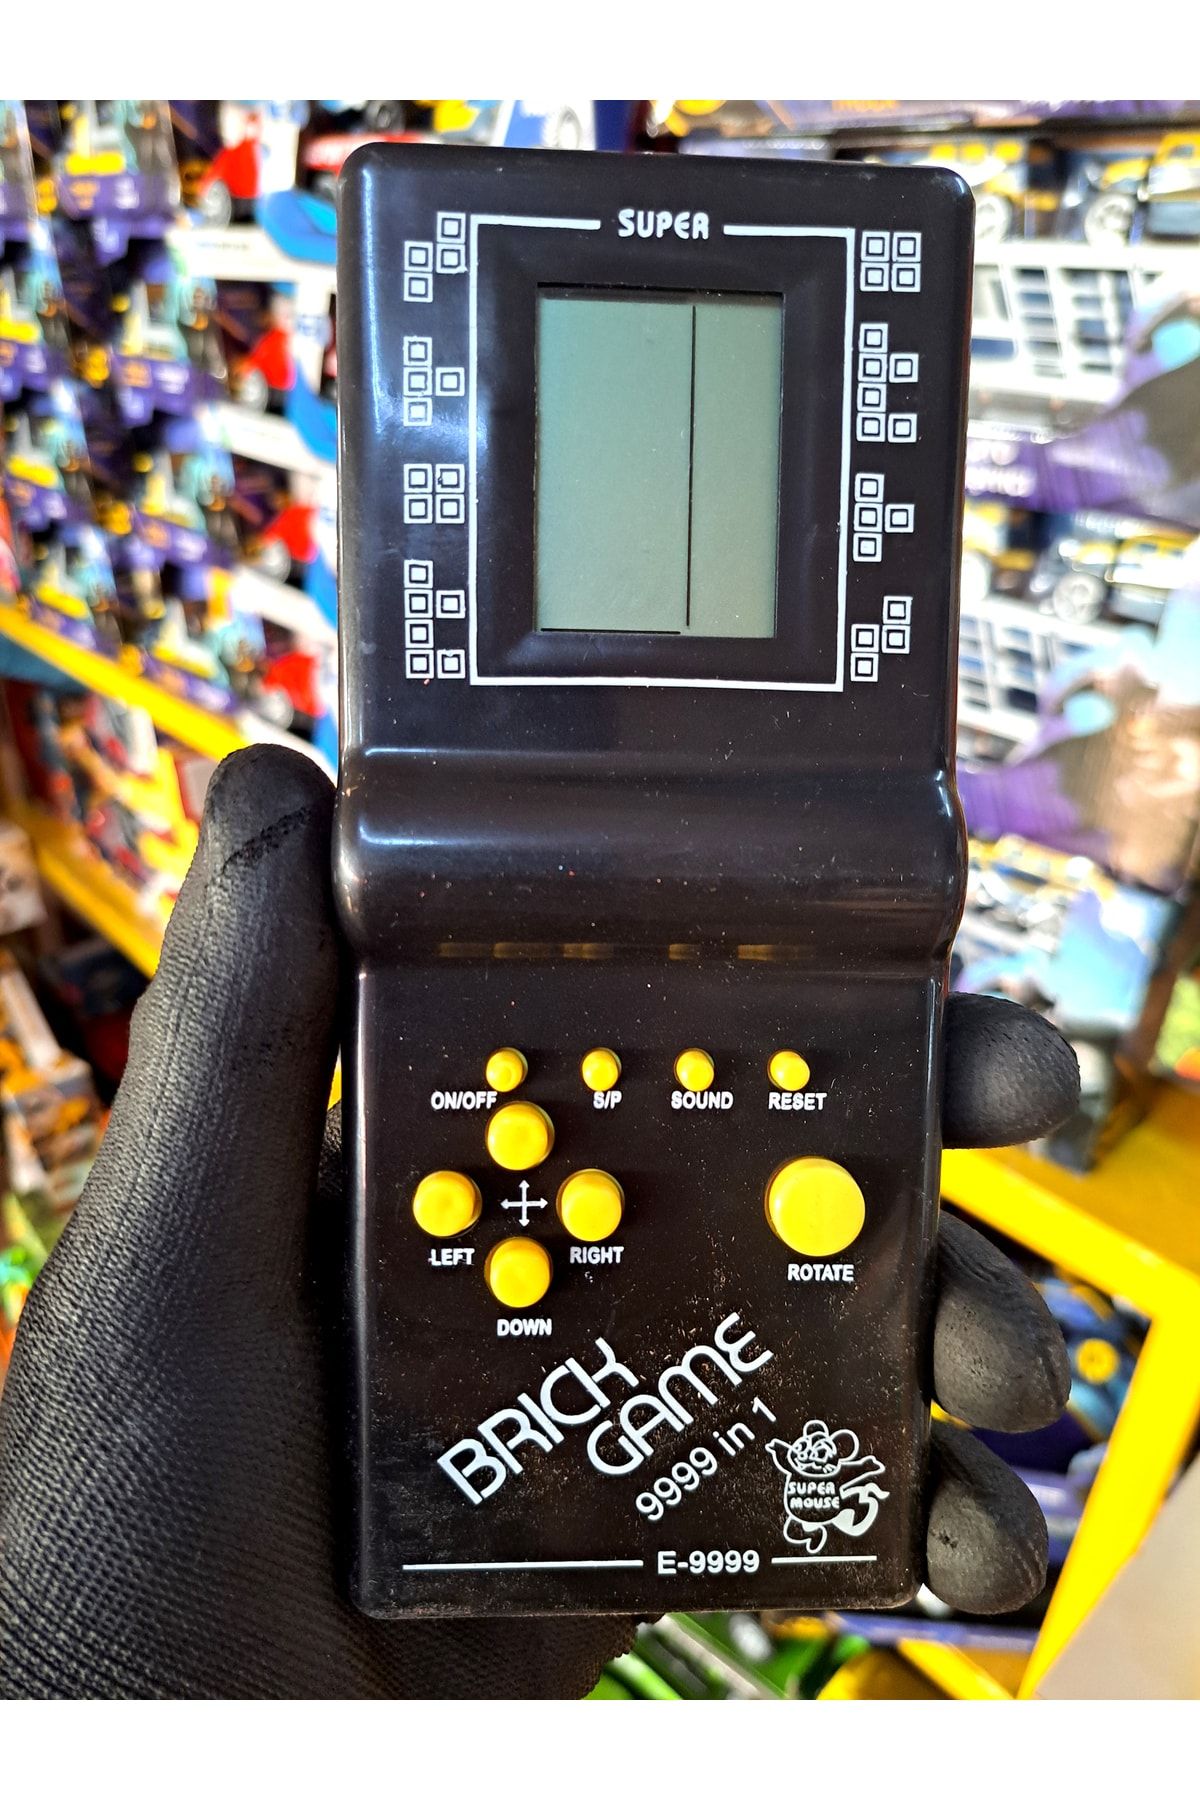 SUPER
ON/OFF S/P SOUND RESET
LEFT RIGHT
ROTATE
DOWN
BRICK
GAME
9999 in 1
SUPER
MOUSE
E-9999